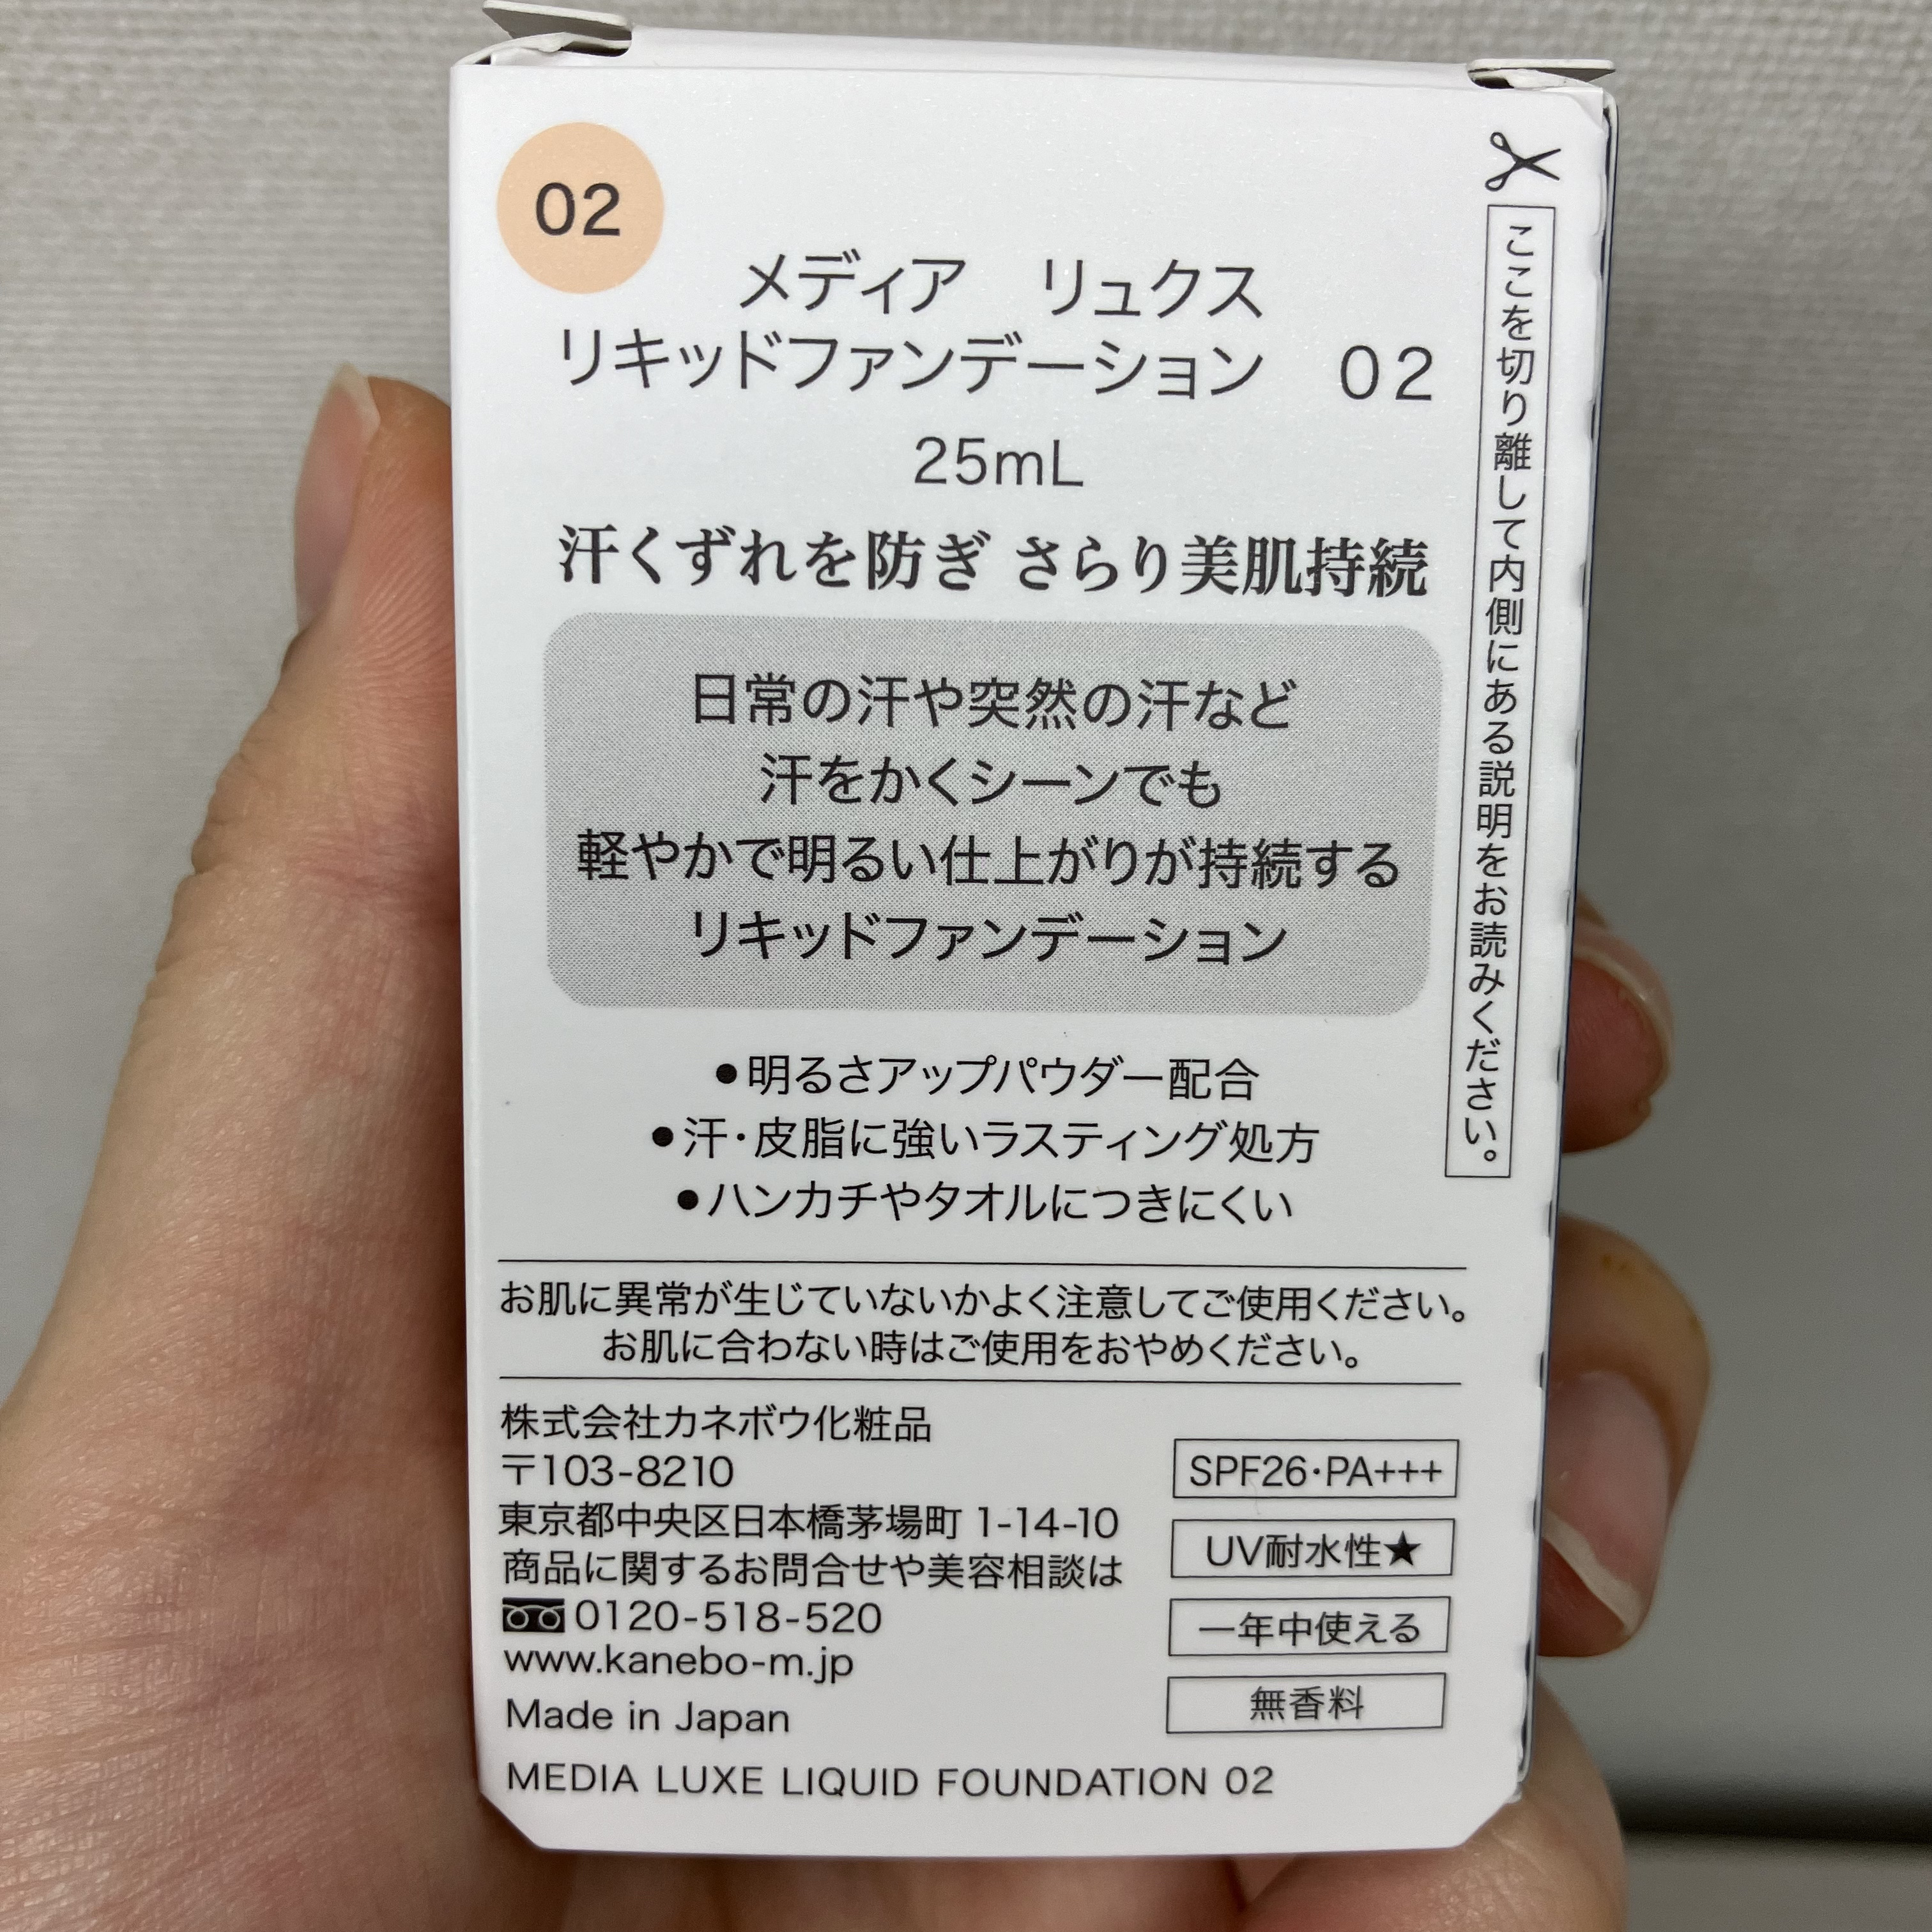 02
メディア　リュクス
リキッドファンデーション　02
25mL
汗くずれを防ぎ さらり美肌持続
日常の汗や突然の汗など
汗をかくシーンでも
軽やかで明るい仕上がりが持続する
リキッドファンデーション
●明るさアップパウダー配合
●汗・皮脂に強いラスティング処方
●ハンカチやタオルにつきにくい
お肌に異常が生じていないかよく注意してご使用ください。
お肌に合わない時はご使用をおやめください。
株式会社カネボウ化粧品
〒103-8210
東京都中央区日本橋茅場町 1-14-10
商品に関するお問合せや美容相談は
0120-518-520
www.kanebo-m.jp
Made in Japan
MEDIA LUXE LIQUID FOUNDATION 02
SPF26・PA+++
UV耐水性★
一年中使える
無香料
ここを切り離して内側にある説明をお読みください。